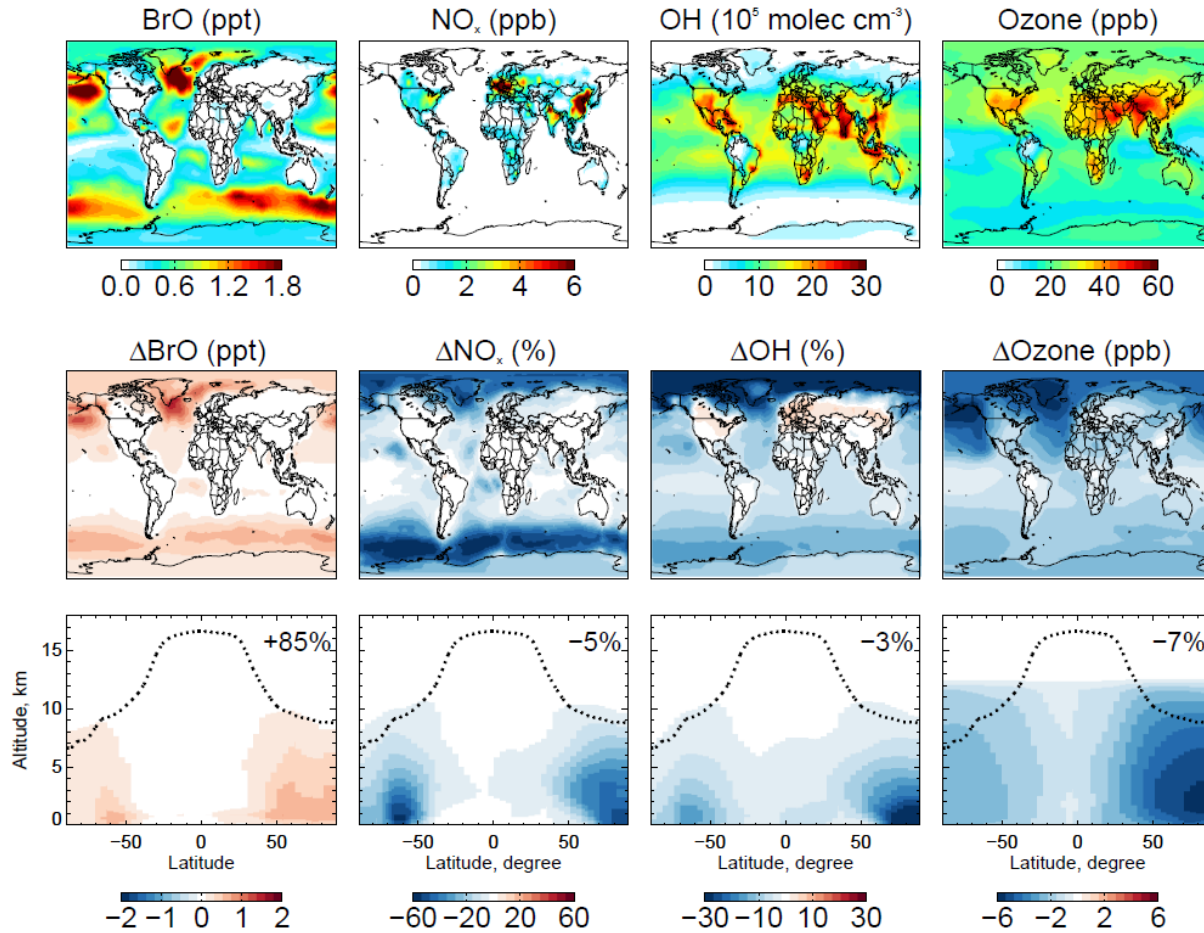 BrO (ppt) NOₓ (ppb) OH (10⁵ molec cm⁻³) Ozone (ppb)
0.0 0.6 1.2 1.8 0 2 4 6 0 10 20 30 0 20 40 60
ΔBrO (ppt) ΔNOₓ (%) ΔOH (%) ΔOzone (ppb)
+85% −5% −3% −7%
15
10
5
0
Altitude, km
−50 0 50 −50 0 50 −50 0 50 −50 0 50
Latitude Latitude, degree Latitude, degree Latitude, degree
−2 −1 0 1 2 −60 −20 0 20 60 −30 −10 0 10 30 −6 −2 0 2 6